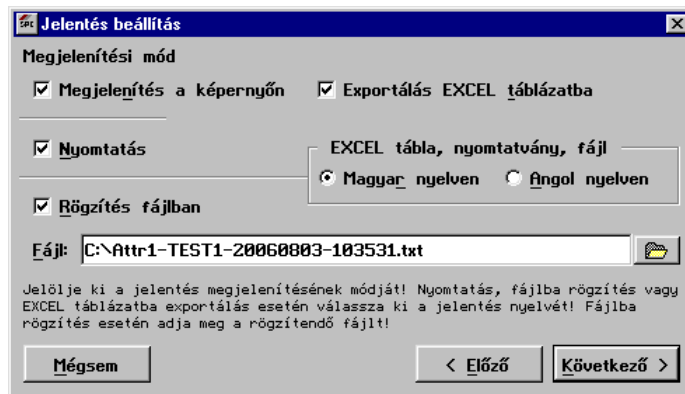 SPC Jelentés beállítás
Megjelenítési mód
Megjelenítés a képernyőn
Exportálás EXCEL táblázatba
Nyomtatás
EXCEL tábla, nyomtatvány, fájl
Magyar nyelven
Angol nyelven
Rögzítés fájlban
Fájl: C:\Attr1-TEST1-20060803-103531.txt
Jelölje ki a jelentés megjelenítésének módját! Nyomtatás, fájlba rögzítés vagy
EXCEL táblázatba exportálás esetén válassza ki a jelentés nyelvét! Fájlba
rögzítés esetén adja meg a rögzítendő fájlt!
Mégsem
< Előző
Következő >